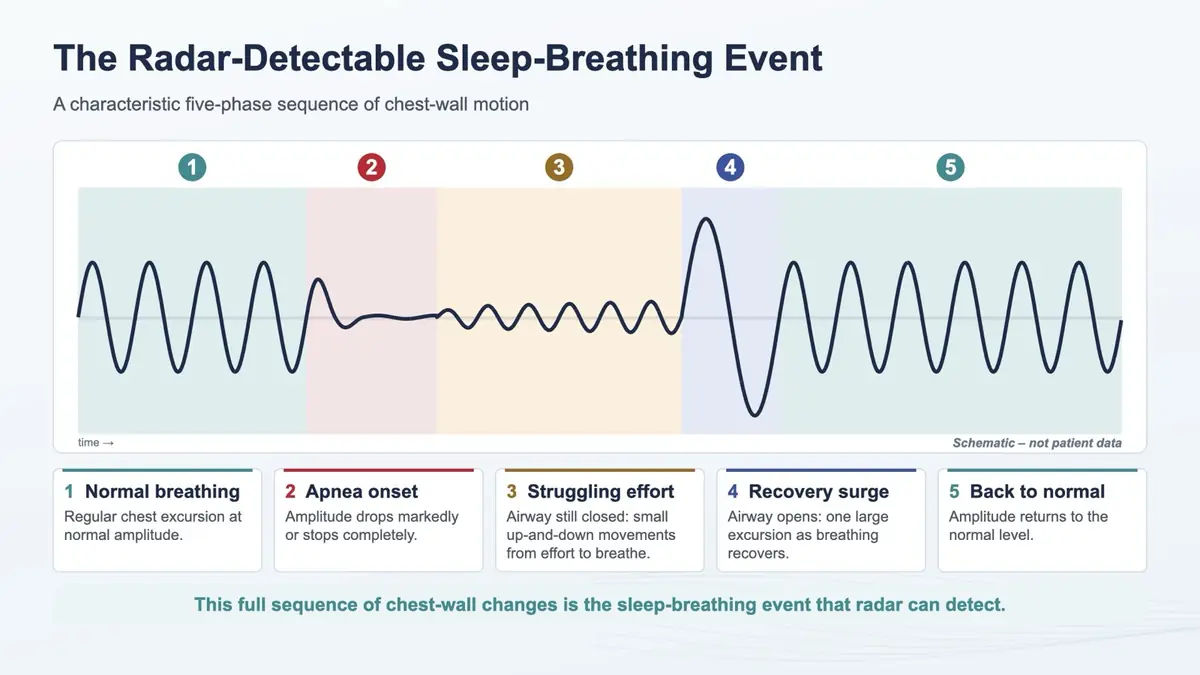 The Radar-Detectable Sleep-Breathing Event
A characteristic five-phase sequence of chest-wall motion
1
2
3
4
5
time →
Schematic – not patient data
1 Normal breathing
Regular chest excursion at
normal amplitude.
2 Apnea onset
Amplitude drops markedly
or stops completely.
3 Struggling effort
Airway still closed: small
up-and-down movements
from effort to breathe.
4 Recovery surge
Airway opens: one large
excursion as breathing
recovers.
5 Back to normal
Amplitude returns to the
normal level.
This full sequence of chest-wall changes is the sleep-breathing event that radar can detect.